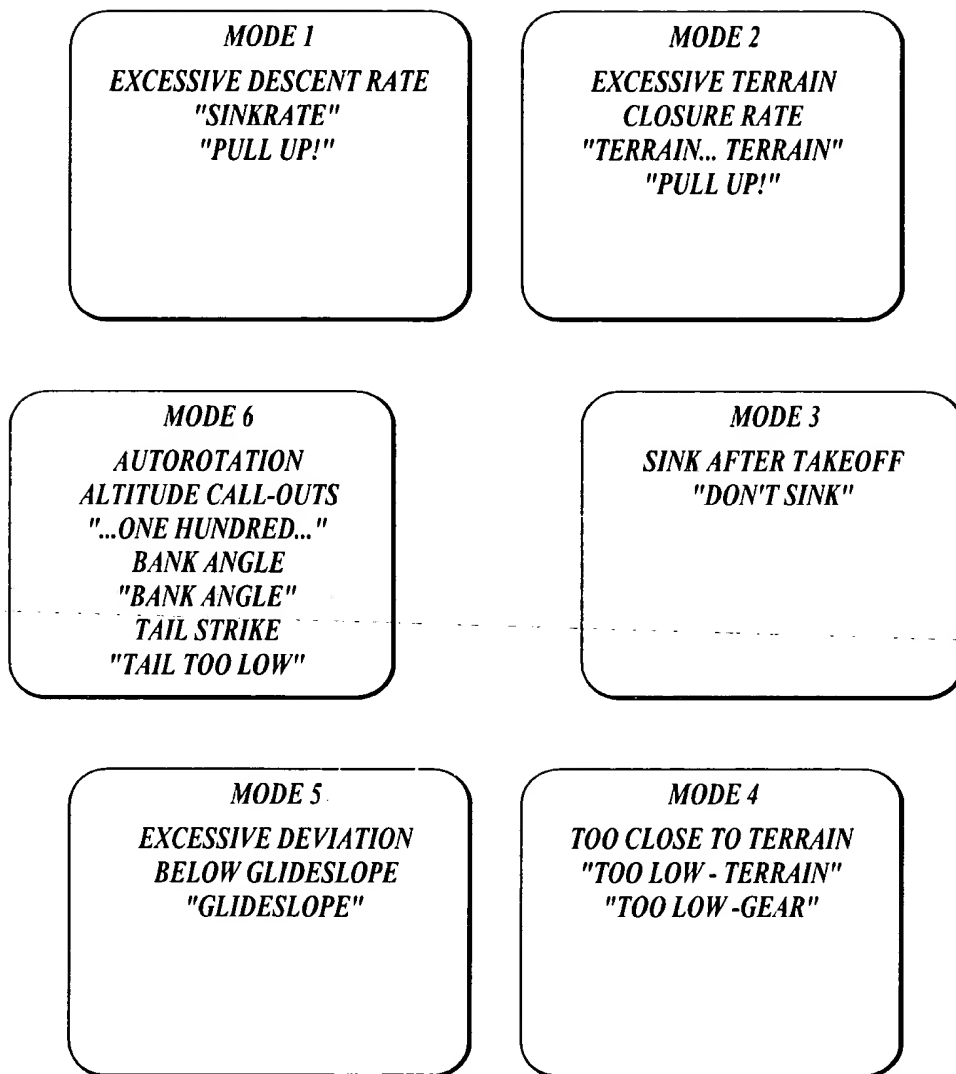 MODE 1
EXCESSIVE DESCENT RATE
"SINKRATE"
"PULL UP!"
MODE 2
EXCESSIVE TERRAIN
CLOSURE RATE
"TERRAIN... TERRAIN"
"PULL UP!"
MODE 6
AUTOROTATION
ALTITUDE CALL-OUTS
"...ONE HUNDRED..."
BANK ANGLE
"BANK ANGLE"
TAIL STRIKE
"TAIL TOO LOW"
MODE 3
SINK AFTER TAKEOFF
"DON'T SINK"
MODE 5
EXCESSIVE DEVIATION
BELOW GLIDESLOPE
"GLIDESLOPE"
MODE 4
TOO CLOSE TO TERRAIN
"TOO LOW - TERRAIN"
"TOO LOW -GEAR"